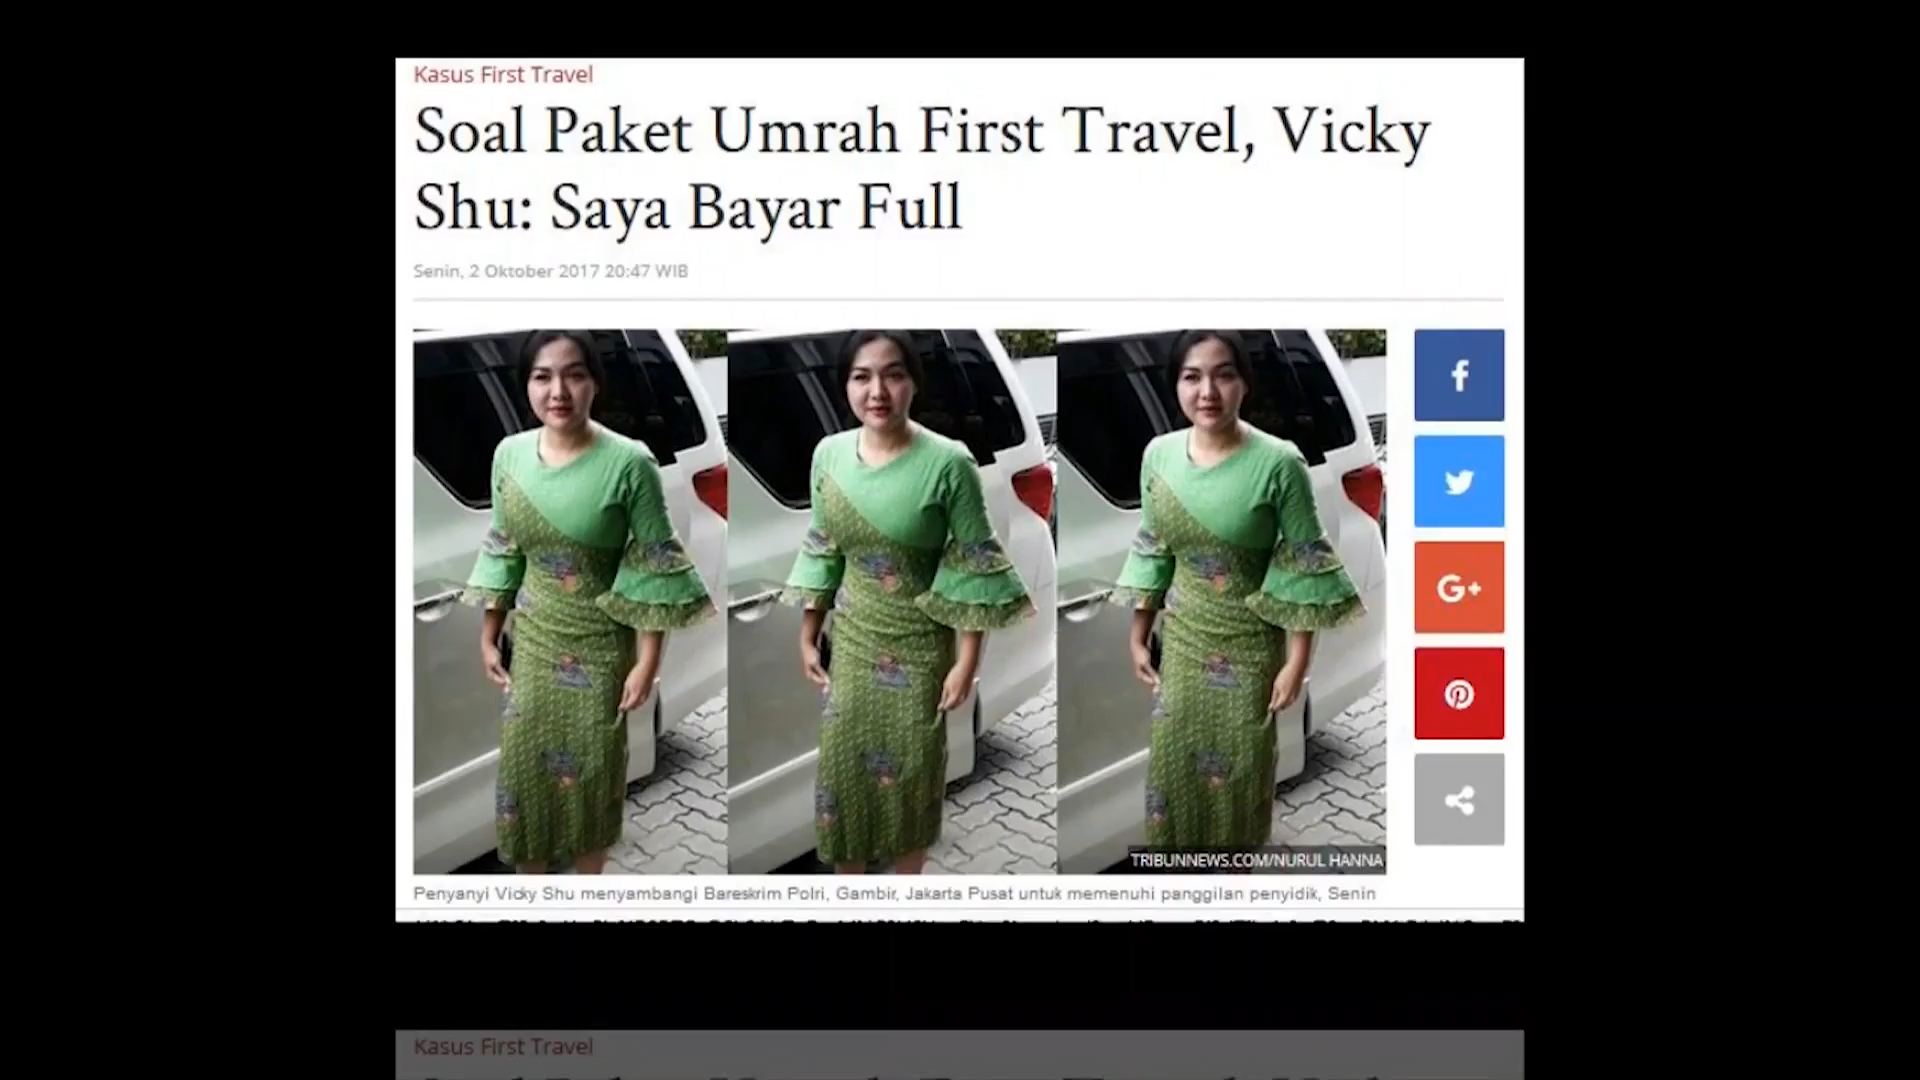 Kasus First Travel
Soal Paket Umrah First Travel, Vicky
Shu: Saya Bayar Full
Senin, 2 Oktober 2017 20:47 WIB
f
G+
TRIBUNNEWS.COM/NURUL HANNA
Penyanyi Vicky Shu menyambangi Bareskrim Polri, Gambir, Jakarta Pusat untuk memenuhi panggilan penyidik, Senin
Kasus First Travel